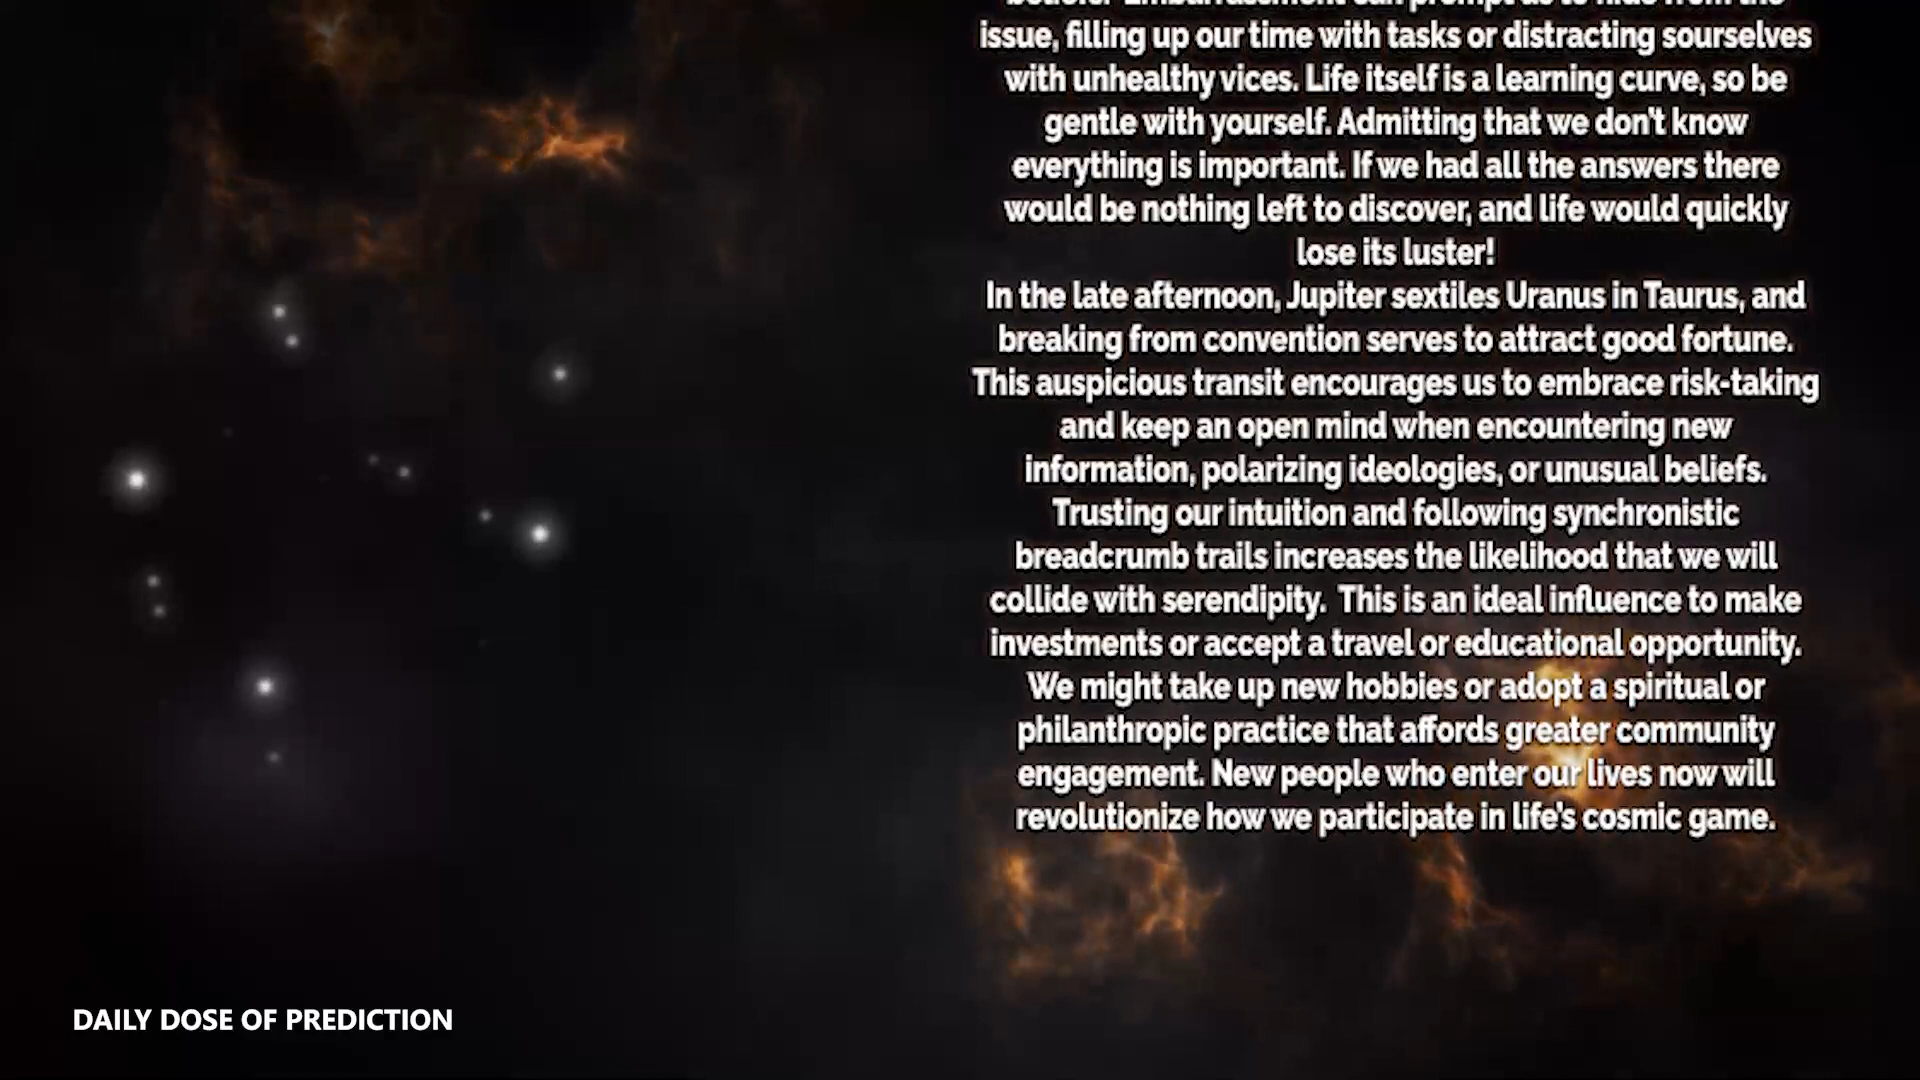 issue, filling up our time with tasks or distracting sourselves
with unhealthy vices. Life itself is a learning curve, so be
gentle with yourself. Admitting that we don't know
everything is important. If we had all the answers there
would be nothing left to discover, and life would quickly
lose its luster!
In the late afternoon, Jupiter sextiles Uranus in Taurus, and
breaking from convention serves to attract good fortune.
This auspicious transit encourages us to embrace risk-taking
and keep an open mind when encountering new
information, polarizing ideologies, or unusual beliefs.
Trusting our intuition and following synchronistic
breadcrumb trails increases the likelihood that we will
collide with serendipity.  This is an ideal influence to make
investments or accept a travel or educational opportunity.
We might take up new hobbies or adopt a spiritual or
philanthropic practice that affords greater community
engagement. New people who enter our lives now will
revolutionize how we participate in life's cosmic game.
DAILY DOSE OF PREDICTION